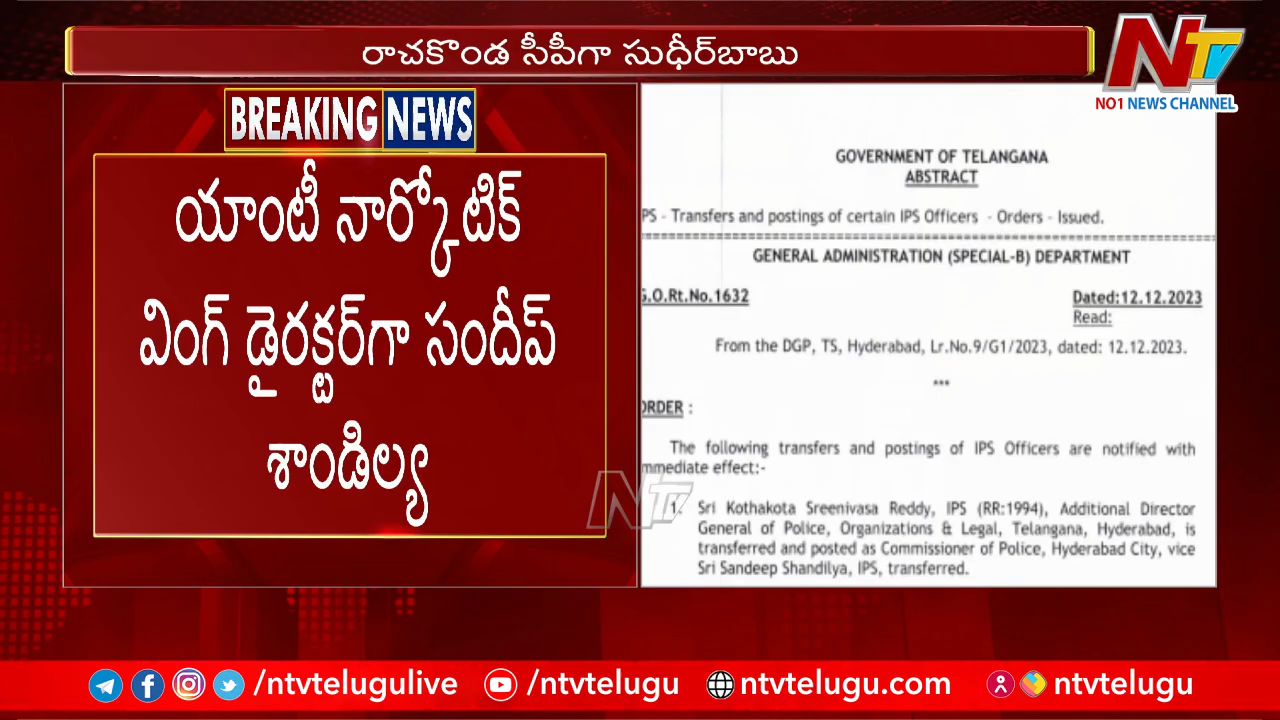 రాచకొండ సీపీగా సుధీర్‌బాబు
NTV
NO1 NEWS CHANNEL
BREAKING NEWS
యాంటీ నార్కోటిక్
వింగ్ డైరక్టర్‌గా సందీప్
శాండిల్య
GOVERNMENT OF TELANGANA
ABSTRACT
PS - Transfers and postings of certain IPS Officers - Orders - Issued.
GENERAL ADMINISTRATION (SPECIAL-B) DEPARTMENT
G.O.Rt.No.1632 Dated:12.12.2023
Read:
From the DGP, TS, Hyderabad, Lr.No.9/G1/2023, dated: 12.12.2023.
***
ORDER :
The following transfers and postings of IPS Officers are notified with
mmediate effect:-
1. Sri Kothakota Sreenivasa Reddy, IPS (RR:1994), Additional Director
General of Police, Organizations & Legal, Telangana, Hyderabad, is
transferred and posted as Commissioner of Police, Hyderabad City, vice
Sri Sandeep Shandilya, IPS, transferred.
NTV
/ntvtelugulive /ntvtelugu ntvtelugu.com ntvtelugu